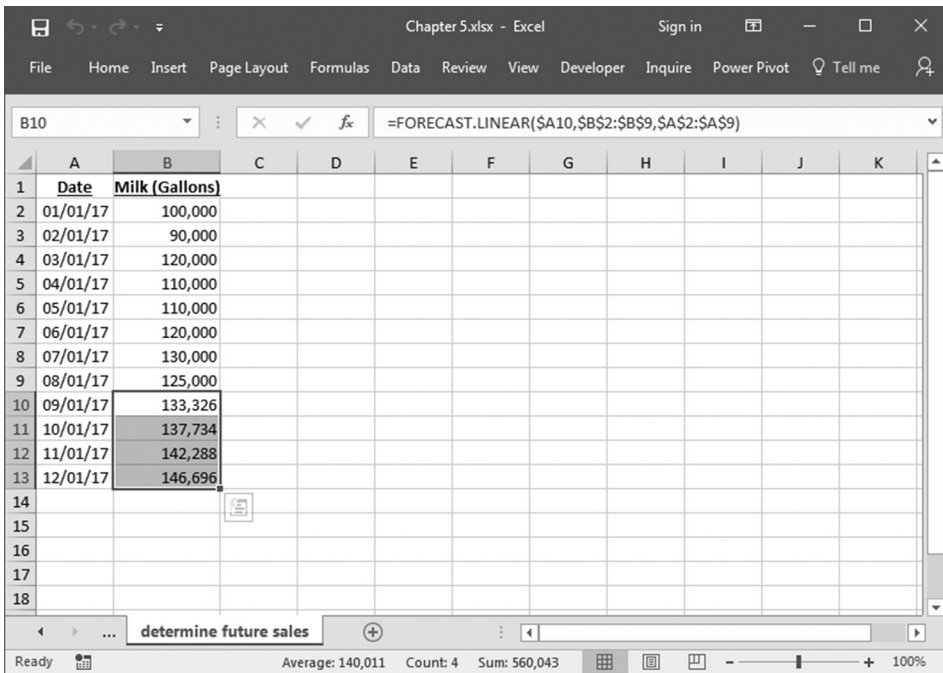 Chapter 5.xlsx - Excel Sign in
File Home Insert Page Layout Formulas Data Review View Developer Inquire Power Pivot Tell me
B10 fx =FORECAST.LINEAR($A10,$B$2:$B$9,$A$2:$A$9)
A B C D E F G H I J K
1 Date Milk (Gallons)
2 01/01/17 100,000
3 02/01/17 90,000
4 03/01/17 120,000
5 04/01/17 110,000
6 05/01/17 110,000
7 06/01/17 120,000
8 07/01/17 130,000
9 08/01/17 125,000
10 09/01/17 133,326
11 10/01/17 137,734
12 11/01/17 142,288
13 12/01/17 146,696
14
15
16
17
18
... determine future sales
Ready Average: 140,011 Count: 4 Sum: 560,043 - + 100%